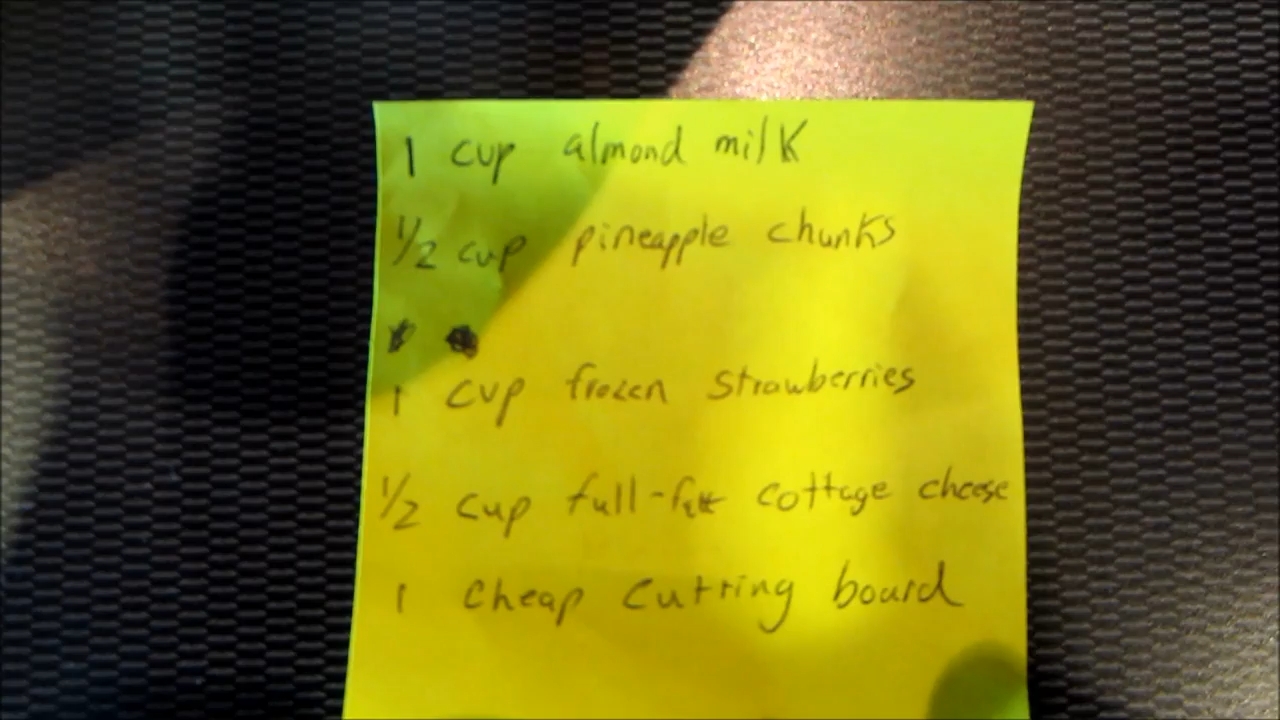 1 cup almond milk
1/2 cup pineapple chunks
1 cup frozen strawberries
1/2 cup full-fat cottage cheese
1 cheap cutting board